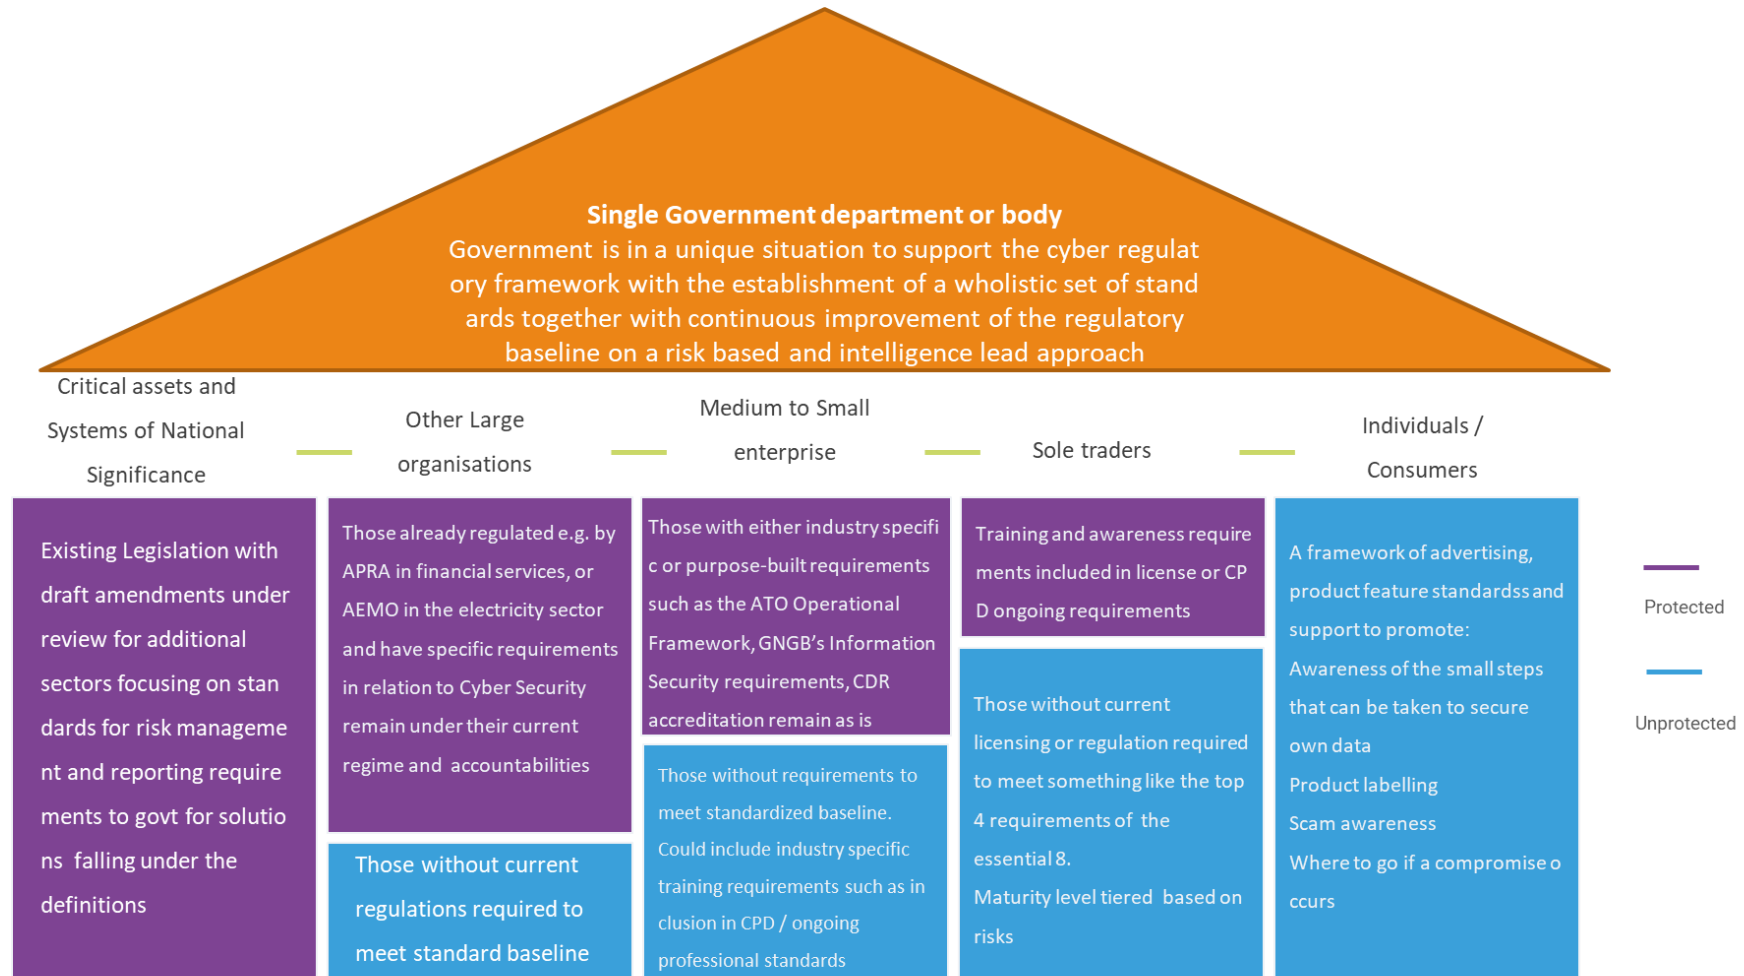 Single Government department or body
Government is in a unique situation to support the cyber regulat
ory framework with the establishment of a wholistic set of stand
ards together with continuous improvement of the regulatory
baseline on a risk based and intelligence lead approach
Critical assets and
Systems of National
Significance
Other Large
organisations
Medium to Small
enterprise
Sole traders
Individuals /
Consumers
Existing Legislation with
draft amendments under
review for additional
sectors focusing on stan
dards for risk manageme
nt and reporting require
ments to govt for solutio
ns falling under the
definitions
Those already regulated e.g. by
APRA in financial services, or
AEMO in the electricity sector
and have specific requirements
in relation to Cyber Security
remain under their current
regime and accountabilities
Those without current
regulations required to
meet standard baseline
Those with either industry specifi
c or purpose-built requirements
such as the ATO Operational
Framework, GNGB's Information
Security requirements, CDR
accreditation remain as is
Those without requirements to
meet standardized baseline.
Could include industry specific
training requirements such as in
clusion in CPD / ongoing
professional standards
Training and awareness require
ments included in license or CP
D ongoing requirements
Those without current
licensing or regulation required
to meet something like the top
4 requirements of the
essential 8.
Maturity level tiered based on
risks
A framework of advertising,
product feature standardss and
support to promote:
Awareness of the small steps
that can be taken to secure
own data
Product labelling
Scam awareness
Where to go if a compromise o
ccurs
Protected
Unprotected